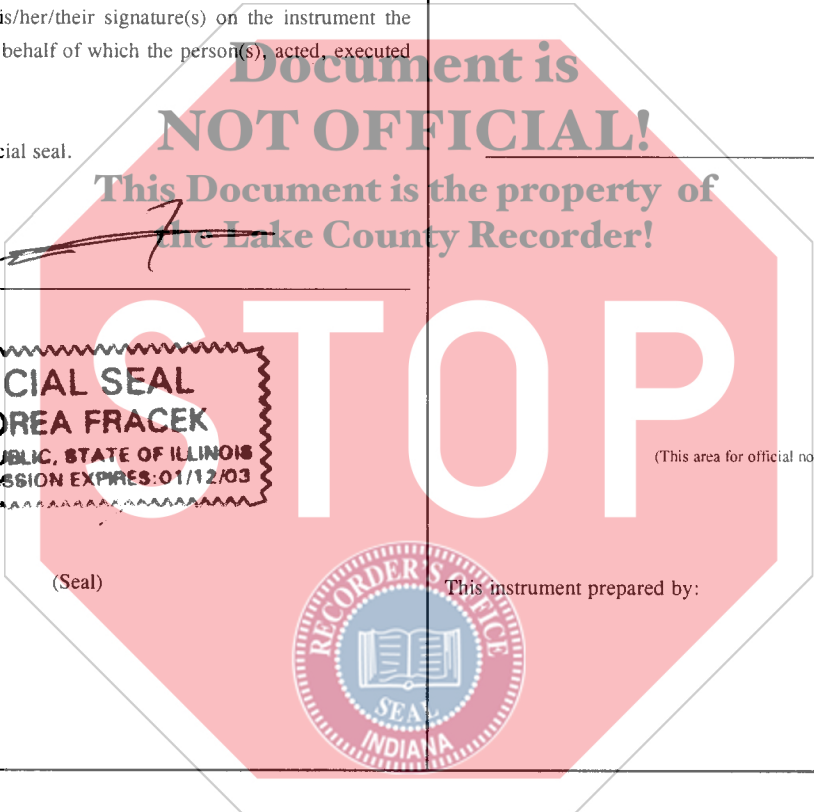 is/her/their signature(s) on the instrument the
behalf of which the person(s), acted, executed
cial seal.
Document is
NOT OFFICIAL!
This Document is the property of
the Lake County Recorder!
STOP
CIAL SEAL
REA FRACEK
BLIC, STATE OF ILLINOIS
SSION EXPIRES:01/12/03
(Seal)
(This area for official no
This instrument prepared by:
RECORDER'S OFFICE
SEAL
INDIANA